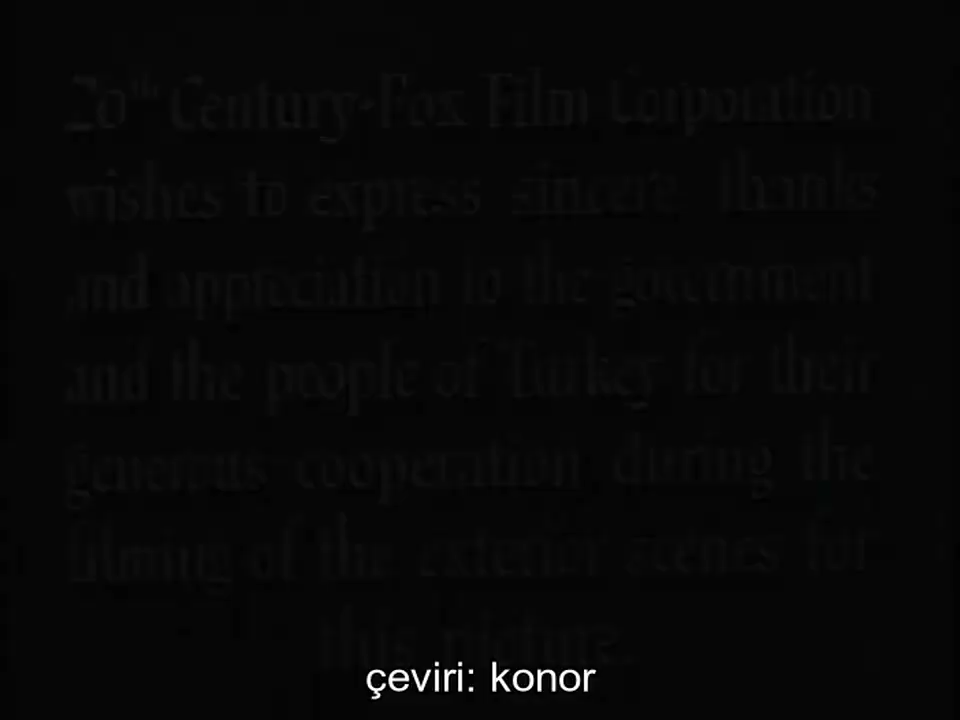 20th Century-Fox Film Corporation
wishes to express sincere thanks
and appreciation to the government
and the people of Turkey for their
generous cooperation during the
filming of the exterior scenes for
this picture.
çeviri: konor